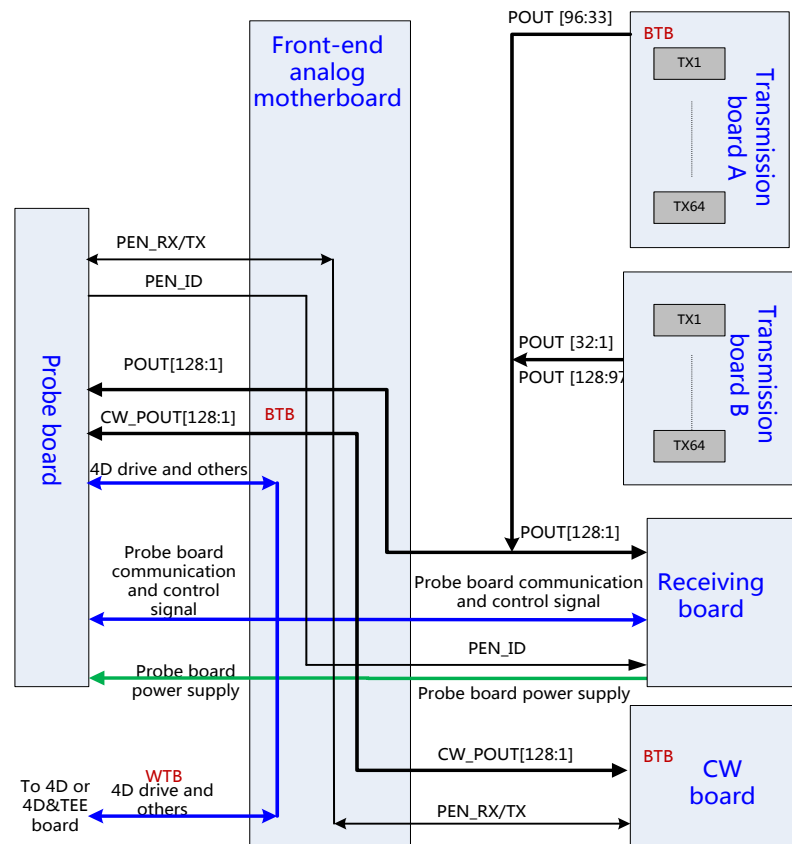 POUT [96:33]
BTB
TX1
TX64
Transmission
board A
Front-end
analog
motherboard
PEN_RX/TX
PEN_ID
POUT[128:1]
CW_POUT[128:1]
BTB
4D drive and others
Probe board
Probe board
communication
and control
signal
Probe board
power supply
POUT [32:1]
POUT [128:97
BTB
TX1
TX64
Transmission
board B
POUT[128:1]
Probe board communication
and control signal
PEN_ID
Probe board power supply
Receiving
board
CW_POUT[128:1]
BTB
CW
board
PEN_RX/TX
WTB
4D drive and
others
To 4D or
4D&TEE
board